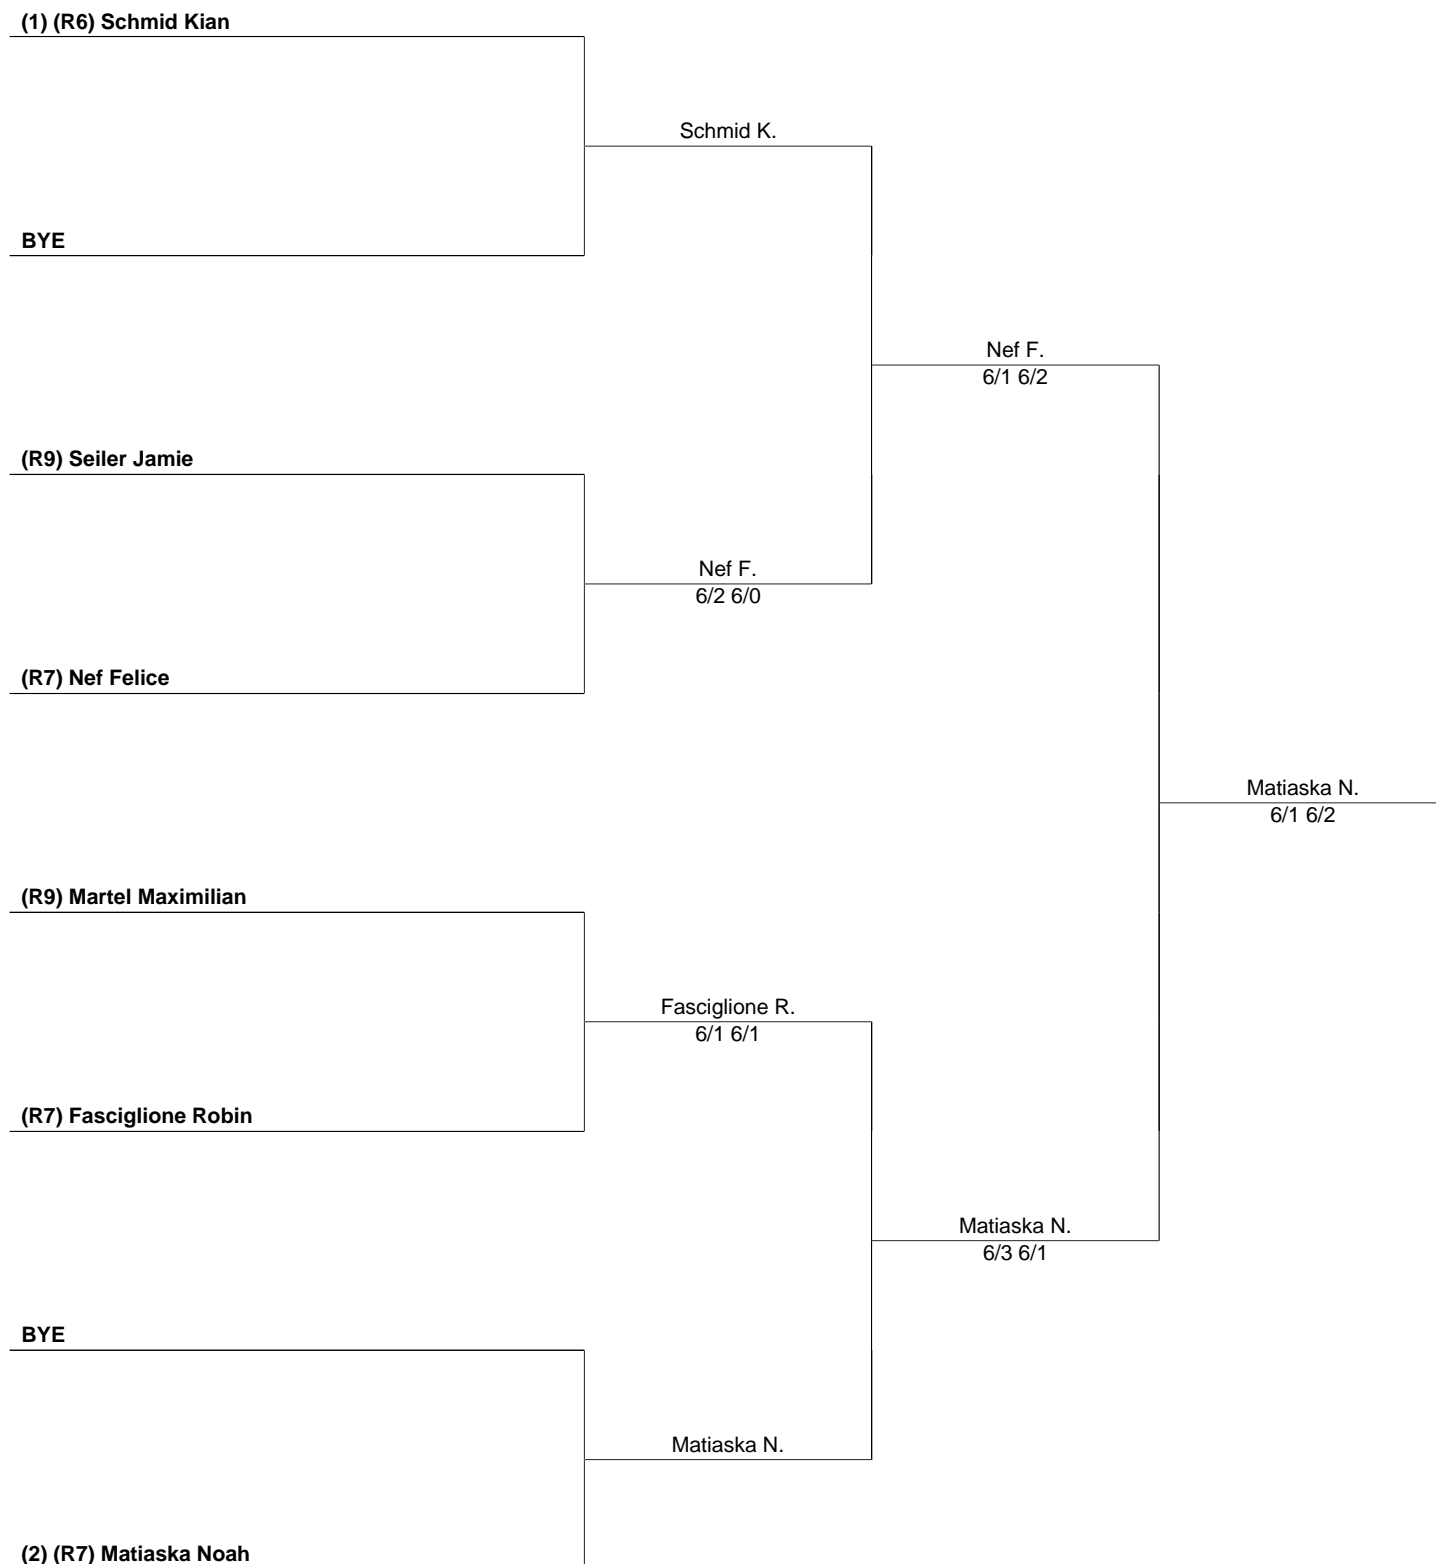 (1) (R6) Schmid Kian
Schmid K.
BYE
Nef F.
6/1 6/2
(R9) Seiler Jamie
Nef F.
6/2 6/0
(R7) Nef Felice
Matiaska N.
6/1 6/2
(R9) Martel Maximilian
Fasciglione R.
6/1 6/1
(R7) Fasciglione Robin
Matiaska N.
6/3 6/1
BYE
Matiaska N.
(2) (R7) Matiaska Noah